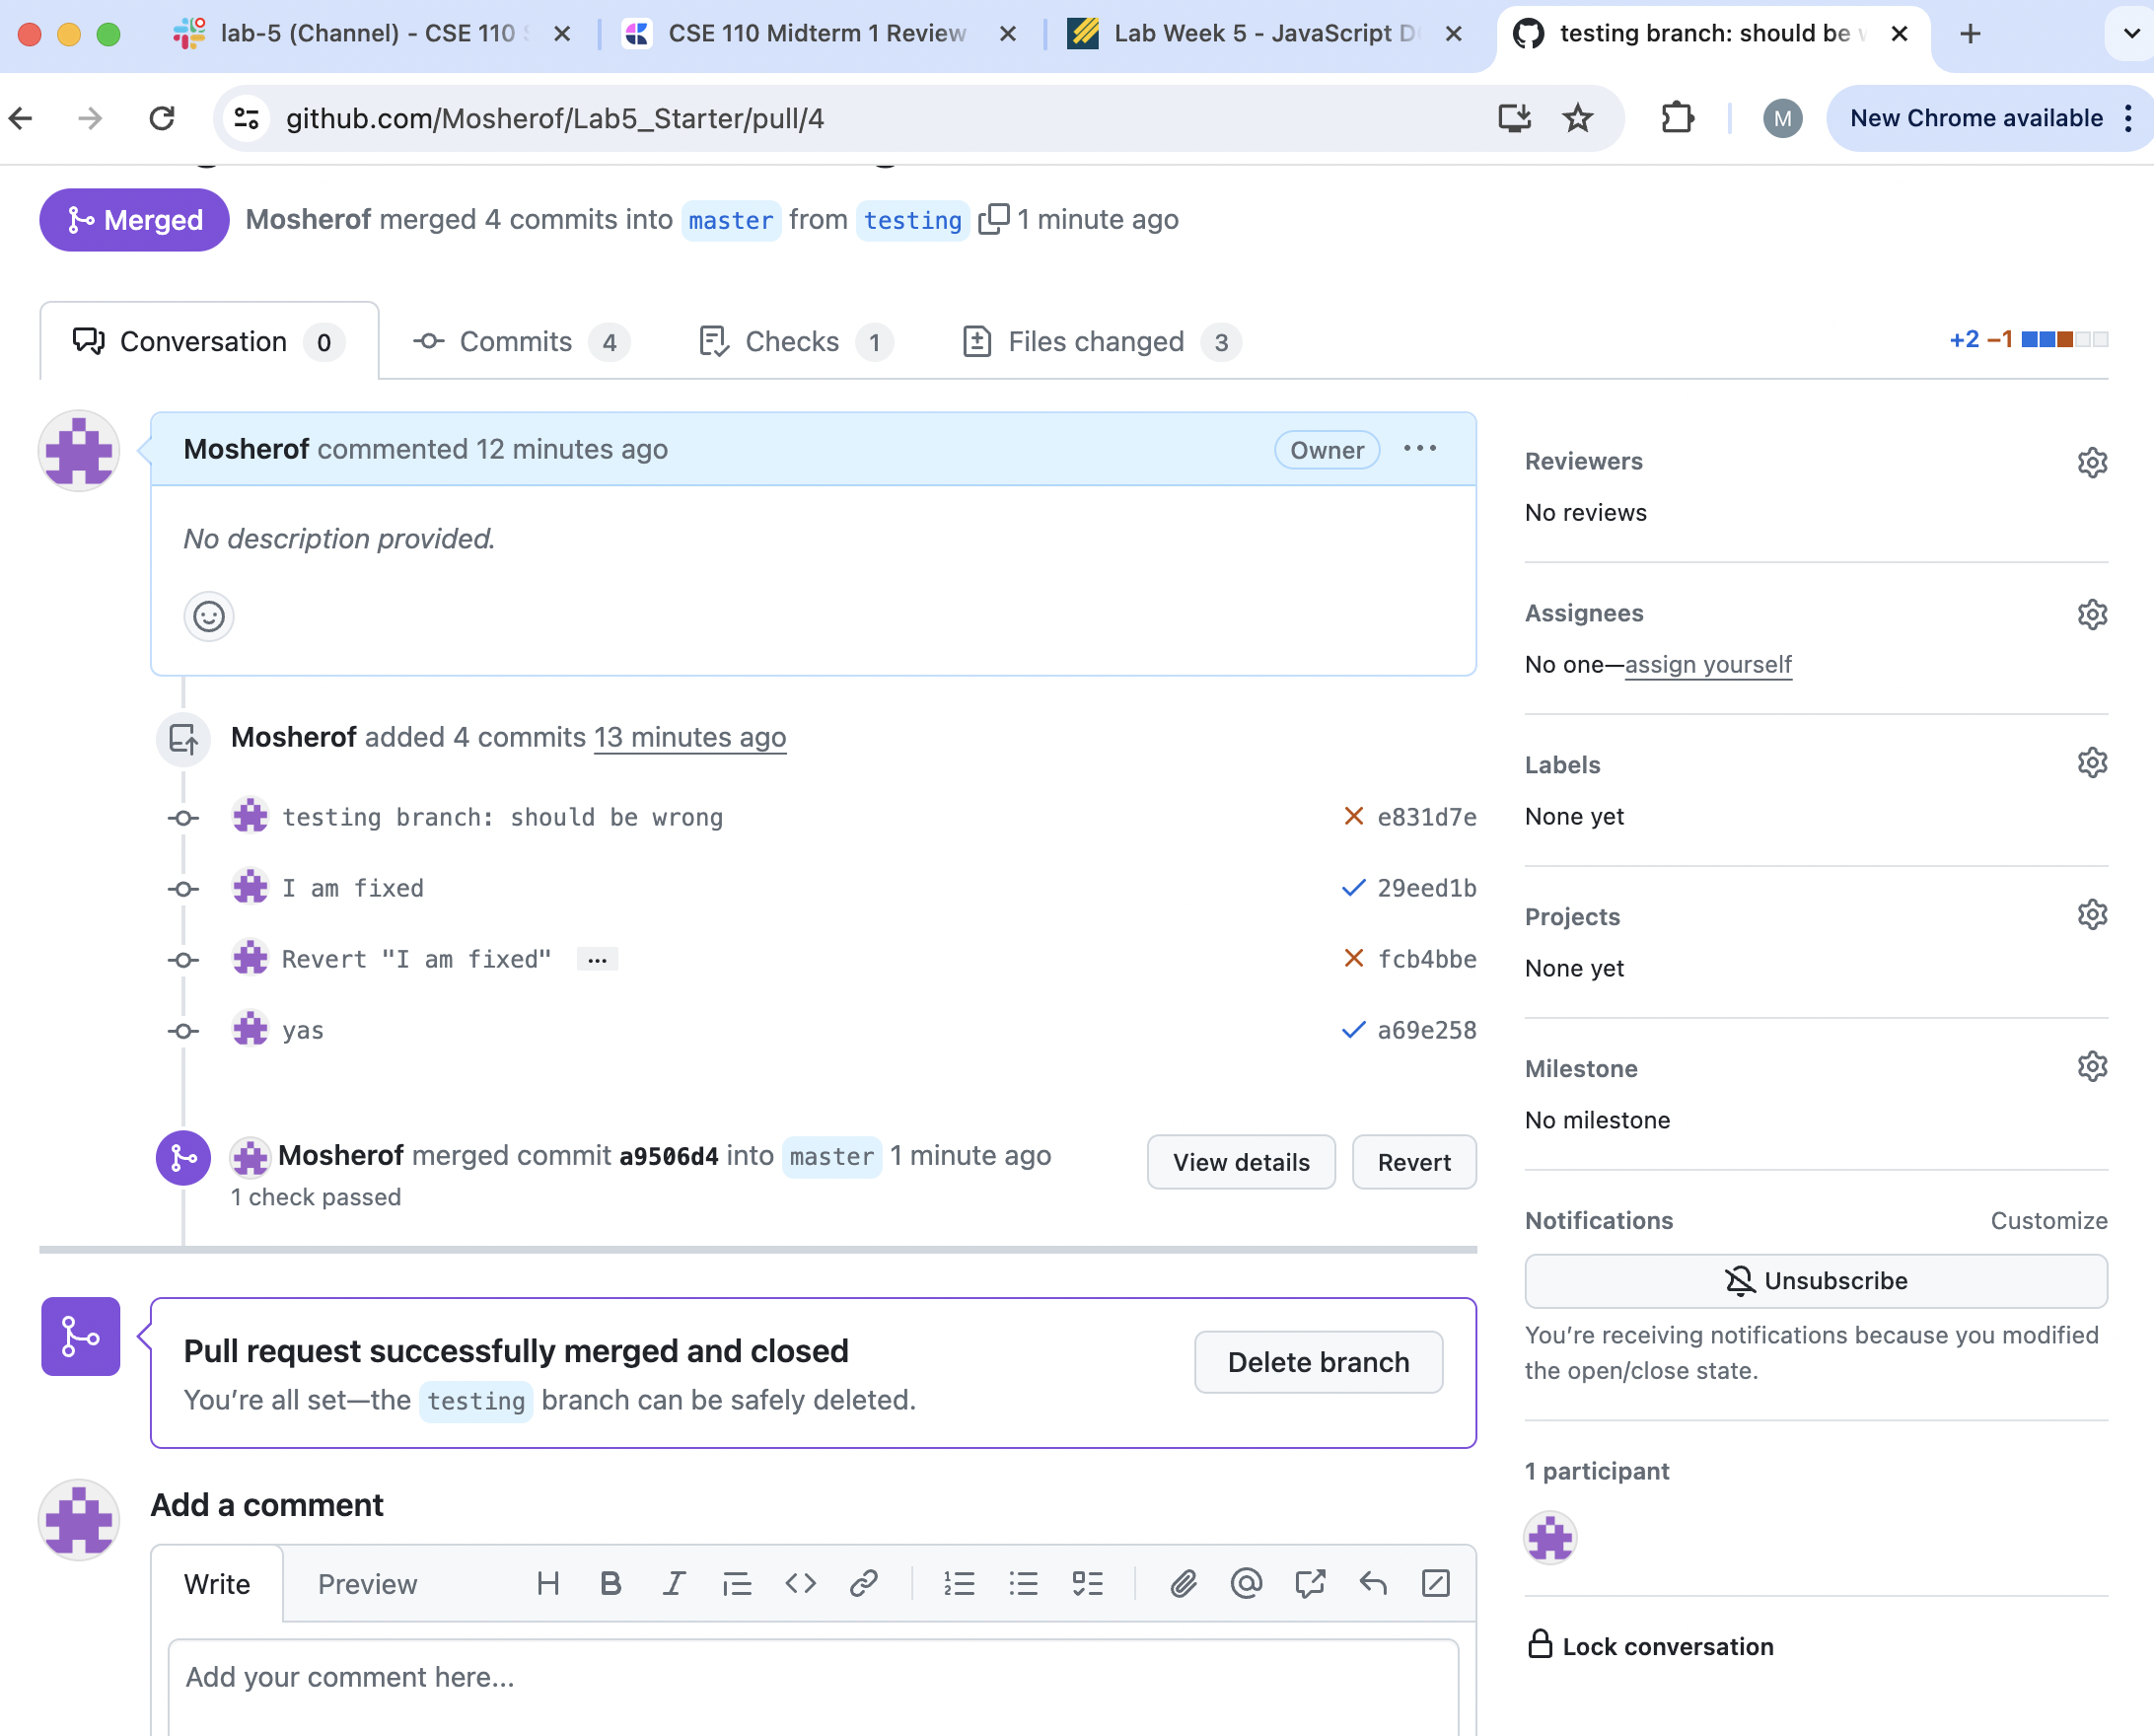 lab-5 (Channel) - CSE 110
CSE 110 Midterm 1 Review
Lab Week 5 - JavaScript D
testing branch: should be
github.com/Mosherof/Lab5_Starter/pull/4
M
New Chrome available
Merged
Mosherof merged 4 commits into master from testing 1 minute ago
Conversation 0
Commits 4
Checks 1
Files changed 3
+2 −1
Mosherof commented 12 minutes ago
Owner
No description provided.
Mosherof added 4 commits 13 minutes ago
testing branch: should be wrong e831d7e
I am fixed 29eed1b
Revert "I am fixed" … fcb4bbe
yas a69e258
Mosherof merged commit a9506d4 into master 1 minute ago
1 check passed
View details
Revert
Pull request successfully merged and closed
You’re all set—the testing branch can be safely deleted.
Delete branch
Add a comment
Write
Preview
Add your comment here...
Reviewers
No reviews
Assignees
No one—assign yourself
Labels
None yet
Projects
None yet
Milestone
No milestone
Notifications
Customize
Unsubscribe
You’re receiving notifications because you modified
the open/close state.
1 participant
Lock conversation